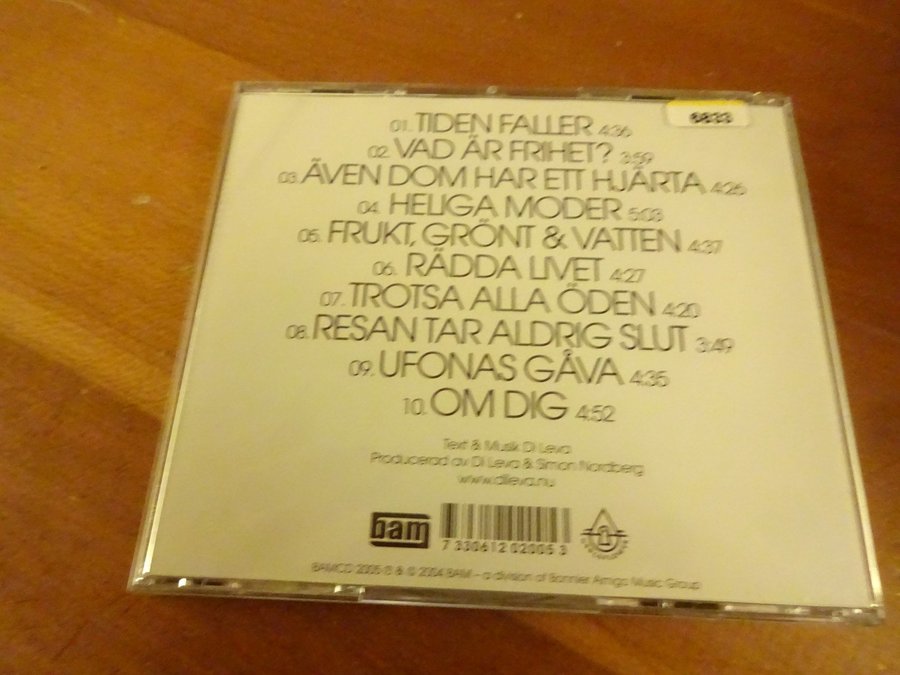 6833
01. TIDEN FALLER 4:36
02. VAD ÄR FRIHET? 3:59
03. ÄVEN DOM HAR ETT HJÄRTA 4:26
04. HELIGA MODER 5:03
05. FRUKT, GRÖNT & VATTEN 4:37
06. RÄDDA LIVET 4:27
07. TROTSA ALLA ÖDEN 4:20
08. RESAN TAR ALDRIG SLUT 3:49
09. UFONAS GÅVA 4:35
10. OM DIG 4:52
Text & Musik Di Leva
Producerad av Di Leva & Simon Nordberg
www.dileva.nu
bam
7 330612 020053
BAMCD 2005 ℗ & © 2004 BAM – a division of Bonnier Amigo Music Group